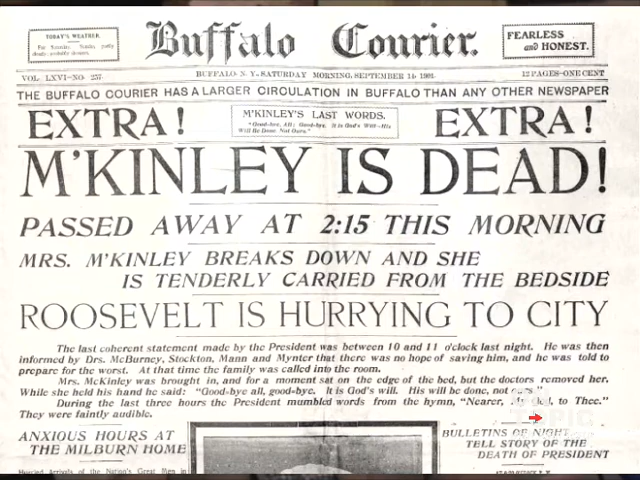 TODAY'S WEATHER.
Buffalo Courier.
FEARLESS
and HONEST.
VOL. LXVI—NO. 257.
BUFFALO, N. Y., SATURDAY MORNING, SEPTEMBER 14, 1901.
12 PAGES—ONE CENT
THE BUFFALO COURIER HAS A LARGER CIRCULATION IN BUFFALO THAN ANY OTHER NEWSPAPER
EXTRA!
M'KINLEY'S LAST WORDS.
"Good-bye, All; Good-bye. It is God's Will—His
Will Be Done, Not Ours."
EXTRA!
M'KINLEY IS DEAD!
PASSED AWAY AT 2:15 THIS MORNING
MRS. M'KINLEY BREAKS DOWN AND SHE
IS TENDERLY CARRIED FROM THE BEDSIDE
ROOSEVELT IS HURRYING TO CITY
The last coherent statement made by the President was between 10 and 11 o'clock last night. He was then
informed by Drs. McBurney, Stockton, Mann and Mynter that there was no hope of saving him, and he was told to
prepare for the worst. At that time the family was called into the room.
Mrs. McKinley was brought in, and for a moment sat on the edge of the bed, but the doctors removed her.
While she held his hand he said: "Good-bye all, good-bye. It is God's will. His will be done, not ours."
During the last three hours the President mumbled words from the hymn, "Nearer, My God, to Thee."
They were faintly audible.
ANXIOUS HOURS AT
THE MILBURN HOME
BULLETINS OF NIGHT
TELL STORY OF THE
DEATH OF PRESIDENT
Hourly Arrivals of the Nation's Great Men in